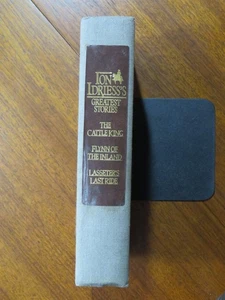 ION
IDRIESS'S
GREATEST
STORIES
THE
CATTLE KING
FLYNN OF
THE INLAND
LASSETER'S
LAST RIDE